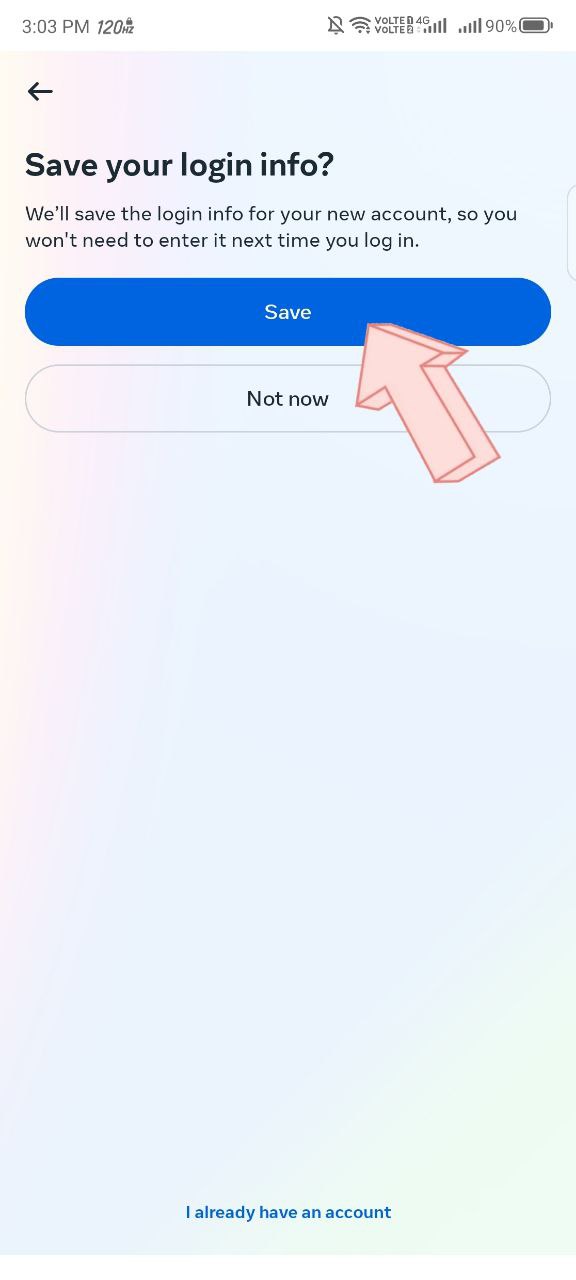 3:03 PM 120HZ VOLTE 1 4G 90%
VOLTE 2
Save your login info?
We’ll save the login info for your new account, so you
won't need to enter it next time you log in.
Save
Not now
I already have an account